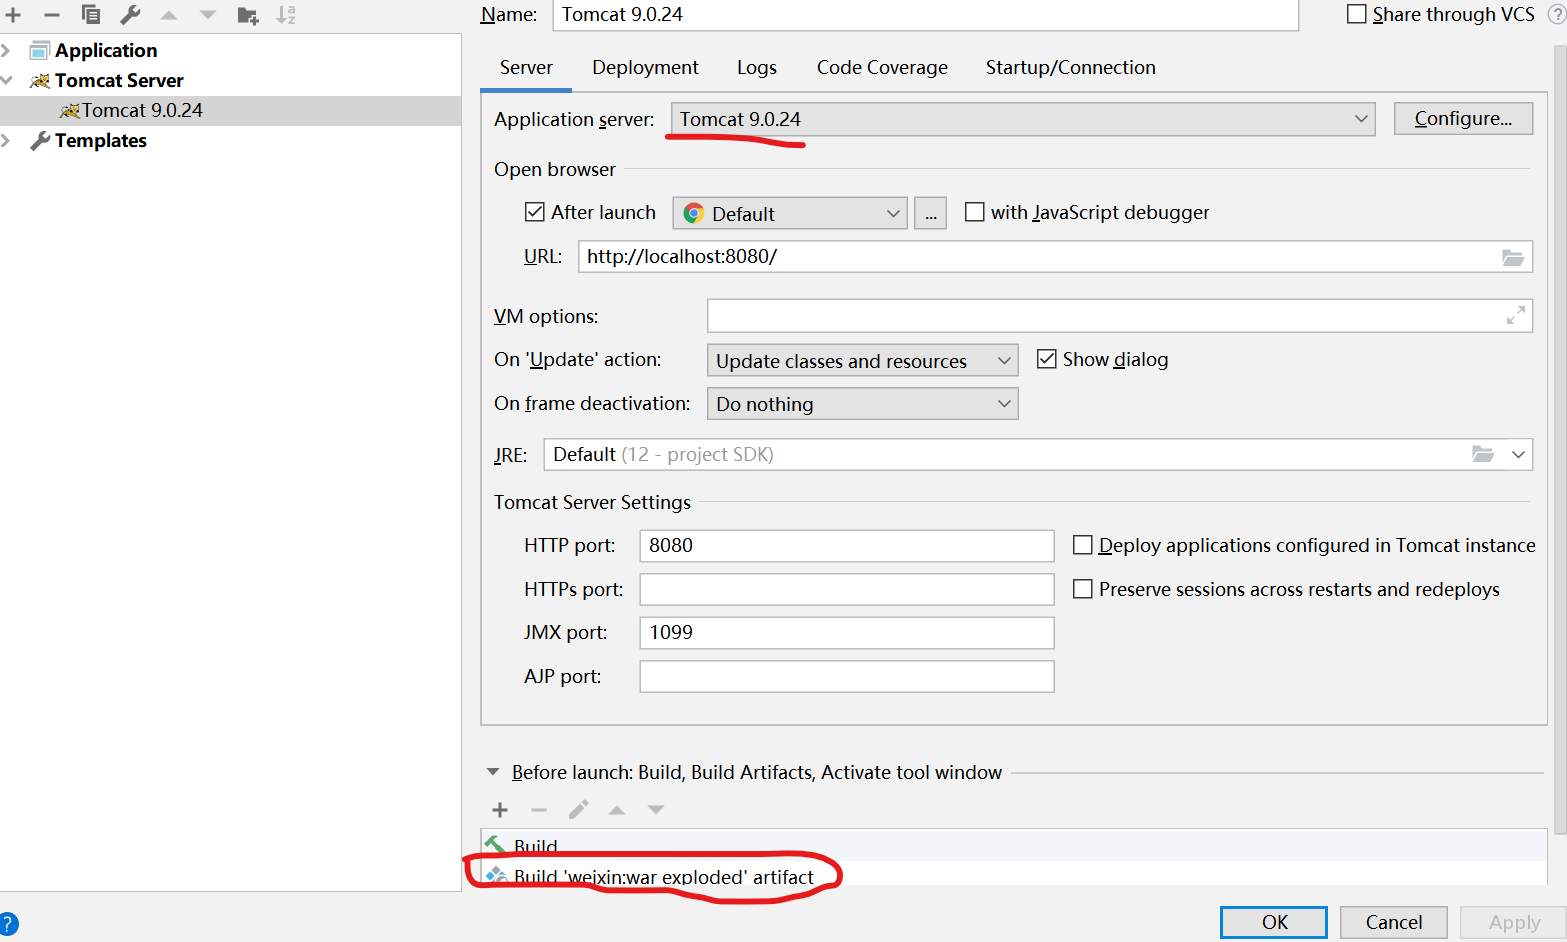 Name: Tomcat 9.0.24 Share through VCS ?
Application
Tomcat Server
Tomcat 9.0.24
Templates
Server Deployment Logs Code Coverage Startup/Connection
Application server: Tomcat 9.0.24 Configure...
Open browser
After launch Default ... with JavaScript debugger
URL: http://localhost:8080/
VM options:
On 'Update' action: Update classes and resources Show dialog
On frame deactivation: Do nothing
JRE: Default (12 - project SDK)
Tomcat Server Settings
HTTP port: 8080 Deploy applications configured in Tomcat instance
HTTPs port: Preserve sessions across restarts and redeploys
JMX port: 1099
AJP port:
Before launch: Build, Build Artifacts, Activate tool window
Build
Build 'weixin:war exploded' artifact
? OK Cancel Apply